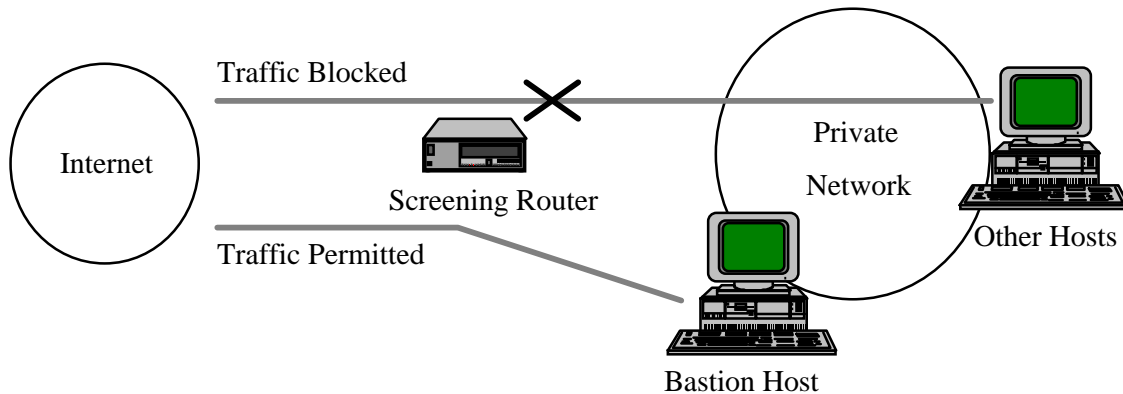 Traffic Blocked
Internet
Screening Router
Private
Network
Traffic Permitted
Other Hosts
Bastion Host